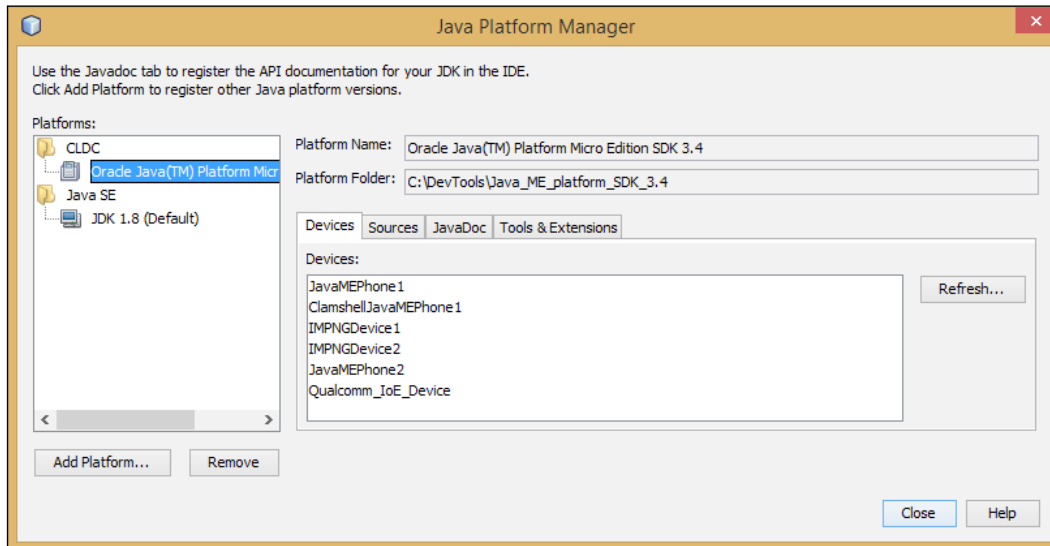 Java Platform Manager
Use the Javadoc tab to register the API documentation for your JDK in the IDE.
Click Add Platform to register other Java platform versions.
Platforms:
CLDC
Oracle Java(TM) Platform Micr
Java SE
JDK 1.8 (Default)
Platform Name: Oracle Java(TM) Platform Micro Edition SDK 3.4
Platform Folder: C:\DevTools\Java_ME_platform_SDK_3.4
Devices Sources JavaDoc Tools & Extensions
Devices:
JavaMEPhone1
ClamshellJavaMEPhone1
IMPNGDevice1
IMPNGDevice2
JavaMEPhone2
Qualcomm_IoE_Device
Refresh...
Add Platform... Remove
Close Help